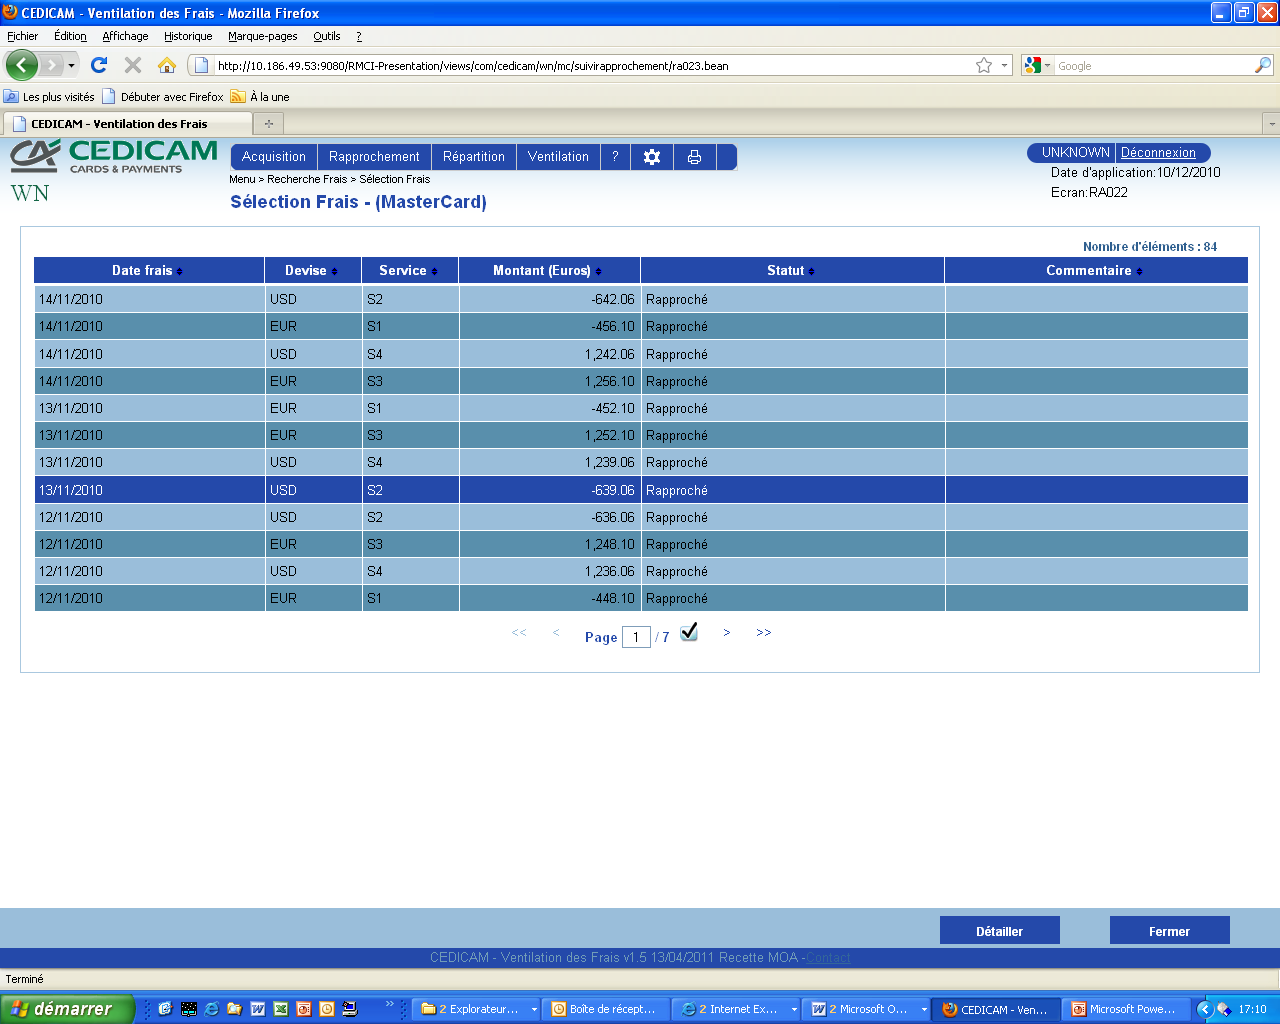 CEDICAM - Ventilation des Frais - Mozilla Firefox
Fichier Édition Affichage Historique Marque-pages Outils ?
http://10.186.49.53:9080/RMCI-Presentation/views/com/cedicam/wn/mc/suivirapprochement/ra023.bean Google
Les plus visités Débuter avec Firefox À la une
CEDICAM - Ventilation des Frais
CA CEDICAM
CARDS & PAYMENTS
WN
Acquisition Rapprochement Répartition Ventilation ?
UNKNOWN Déconnexion
Date d'application:10/12/2010
Ecran:RA022
Menu > Recherche Frais > Sélection Frais
Sélection Frais - (MasterCard)
Nombre d'éléments : 84
Date frais Devise Service Montant (Euros) Statut Commentaire
14/11/2010 USD S2 -642.06 Rapproché
14/11/2010 EUR S1 -456.10 Rapproché
14/11/2010 USD S4 1,242.06 Rapproché
14/11/2010 EUR S3 1,256.10 Rapproché
13/11/2010 EUR S1 -452.10 Rapproché
13/11/2010 EUR S3 1,252.10 Rapproché
13/11/2010 USD S4 1,239.06 Rapproché
13/11/2010 USD S2 -639.06 Rapproché
12/11/2010 USD S2 -636.06 Rapproché
12/11/2010 EUR S3 1,248.10 Rapproché
12/11/2010 USD S4 1,236.06 Rapproché
12/11/2010 EUR S1 -448.10 Rapproché
<< < Page 1 / 7 > >>
Détailler Fermer
CEDICAM - Ventilation des Frais v1.5 13/04/2011 Recette MOA -Contact
Terminé
démarrer 2 Explorateur... Boîte de récept... 2 Internet Ex... 2 Microsoft O... CEDICAM - Ven... Microsoft Powe... 17:10